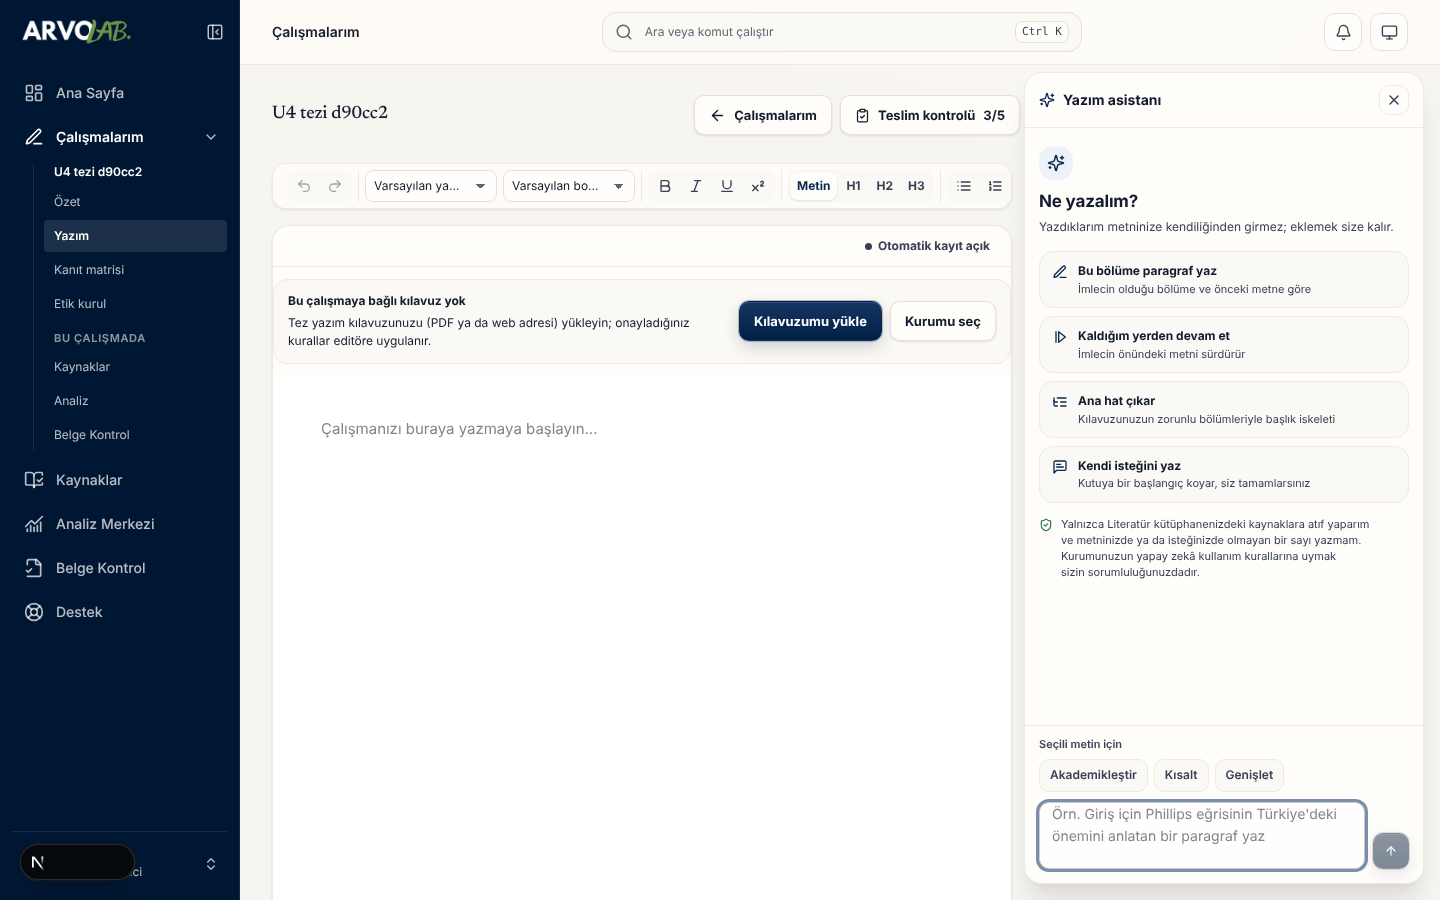 ARVOLAB.
Ana Sayfa
Çalışmalarım
U4 tezi d90cc2
Özet
Yazım
Kanıt matrisi
Etik kurul
BU ÇALIŞMADA
Kaynaklar
Analiz
Belge Kontrol
Kaynaklar
Analiz Merkezi
Belge Kontrol
Destek
N
Çalışmalarım
Ara veya komut çalıştır
Ctrl K
U4 tezi d90cc2
Çalışmalarım
Teslim kontrolü 3/5
Varsayılan ya...
Varsayılan bo...
B I U x²
Metin H1 H2 H3
Otomatik kayıt açık
Bu çalışmaya bağlı kılavuz yok
Tez yazım kılavuzunuzu (PDF ya da web adresi) yükleyin; onayladığınız
kurallar editöre uygulanır.
Kılavuzumu yükle
Kurumu seç
Çalışmanızı buraya yazmaya başlayın...
Yazım asistanı
Ne yazalım?
Yazdıklarım metninize kendiliğinden girmez; eklemek size kalır.
Bu bölüme paragraf yaz
İmlecin olduğu bölüme ve önceki metne göre
Kaldığım yerden devam et
İmlecin önündeki metni sürdürür
Ana hat çıkar
Kılavuzunuzun zorunlu bölümleriyle başlık iskeleti
Kendi isteğini yaz
Kutuya bir başlangıç koyar, siz tamamlarsınız
Yalnızca Literatür kütüphanenizdeki kaynaklara atıf yaparım
ve metninizde ya da isteğinizde olmayan bir sayı yazmam.
Kurumunuzun yapay zekâ kullanım kurallarına uymak
sizin sorumluluğunuzdadır.
Seçili metin için
Akademikleştir
Kısalt
Genişlet
Örn. Giriş için Phillips eğrisinin Türkiye'deki
önemini anlatan bir paragraf yaz